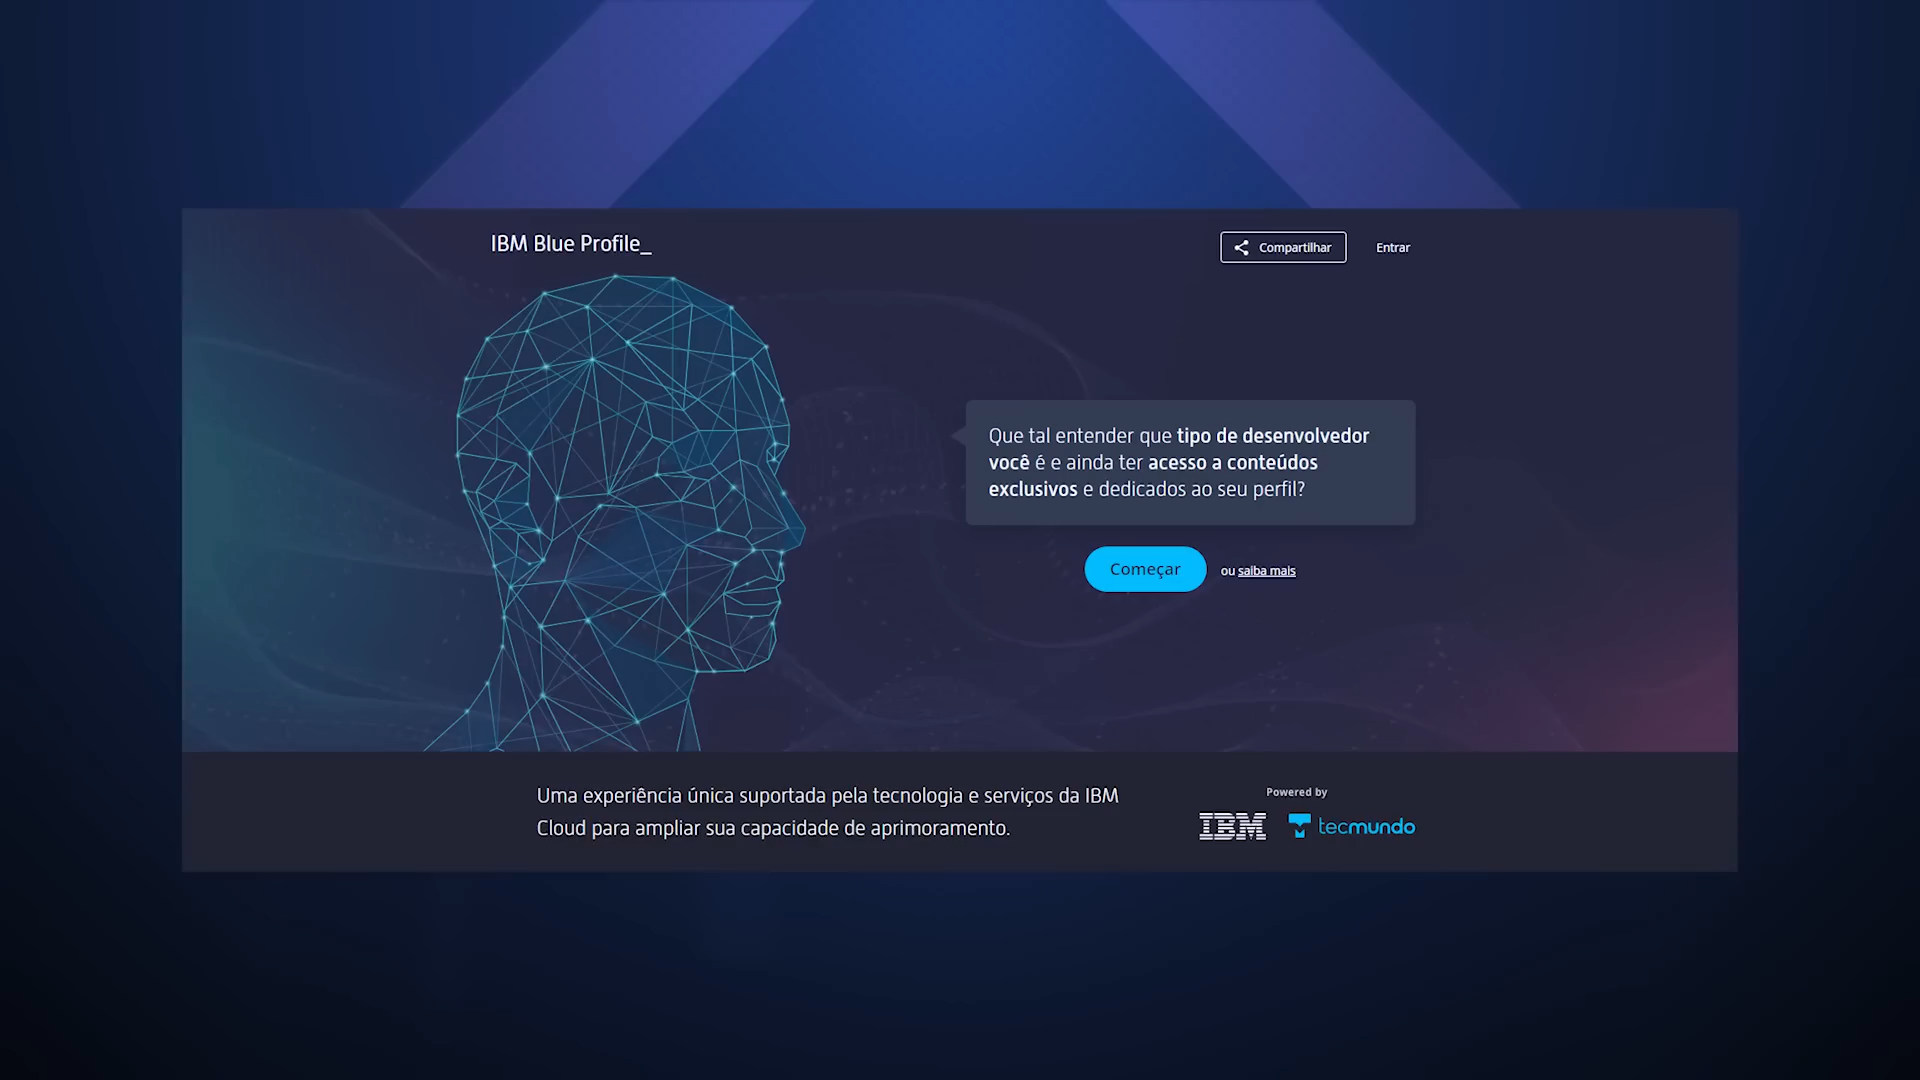 IBM Blue Profile_
Compartilhar
Entrar
Que tal entender que tipo de desenvolvedor
você é e ainda ter acesso a conteúdos
exclusivos e dedicados ao seu perfil?
Começar
ou saiba mais
Uma experiência única suportada pela tecnologia e serviços da IBM
Cloud para ampliar sua capacidade de aprimoramento.
Powered by
IBM
tecmundo